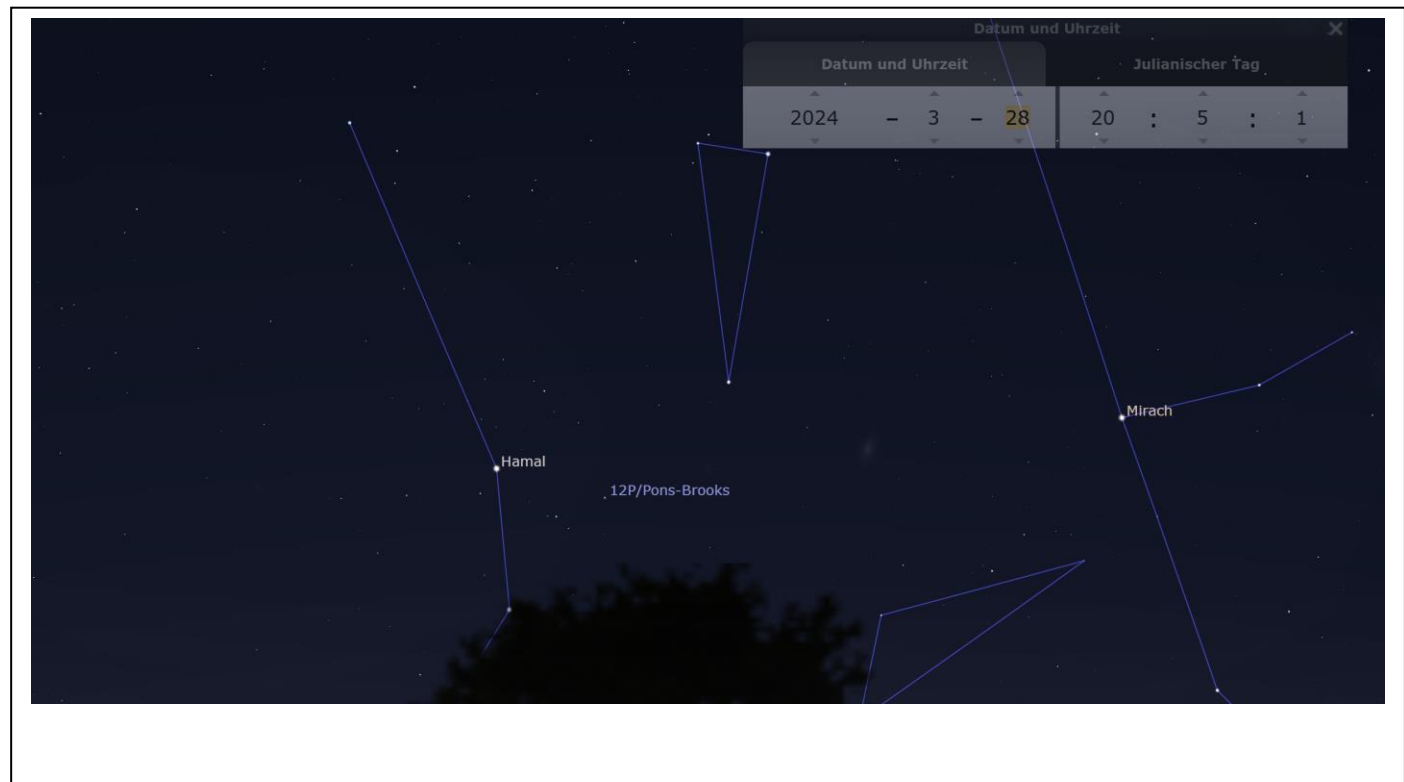 Datum und Uhrzeit
Datum und Uhrzeit Julianischer Tag
2024 - 3 - 28 20 : 5 : 1
Mirach
Hamal
12P/Pons-Brooks